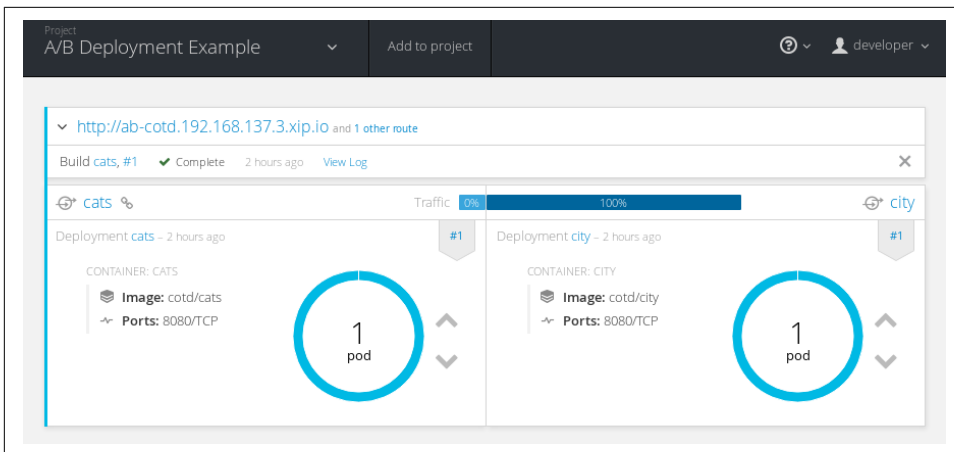 Project
A/B Deployment Example
Add to project
developer
http://ab-cotd.192.168.137.3.xip.io and 1 other route
Build cats, #1 Complete 2 hours ago View Log
cats Traffic 0% 100% city
Deployment cats – 2 hours ago #1
CONTAINER: CATS
Image: cotd/cats
Ports: 8080/TCP
1
pod
Deployment city – 2 hours ago #1
CONTAINER: CITY
Image: cotd/city
Ports: 8080/TCP
1
pod